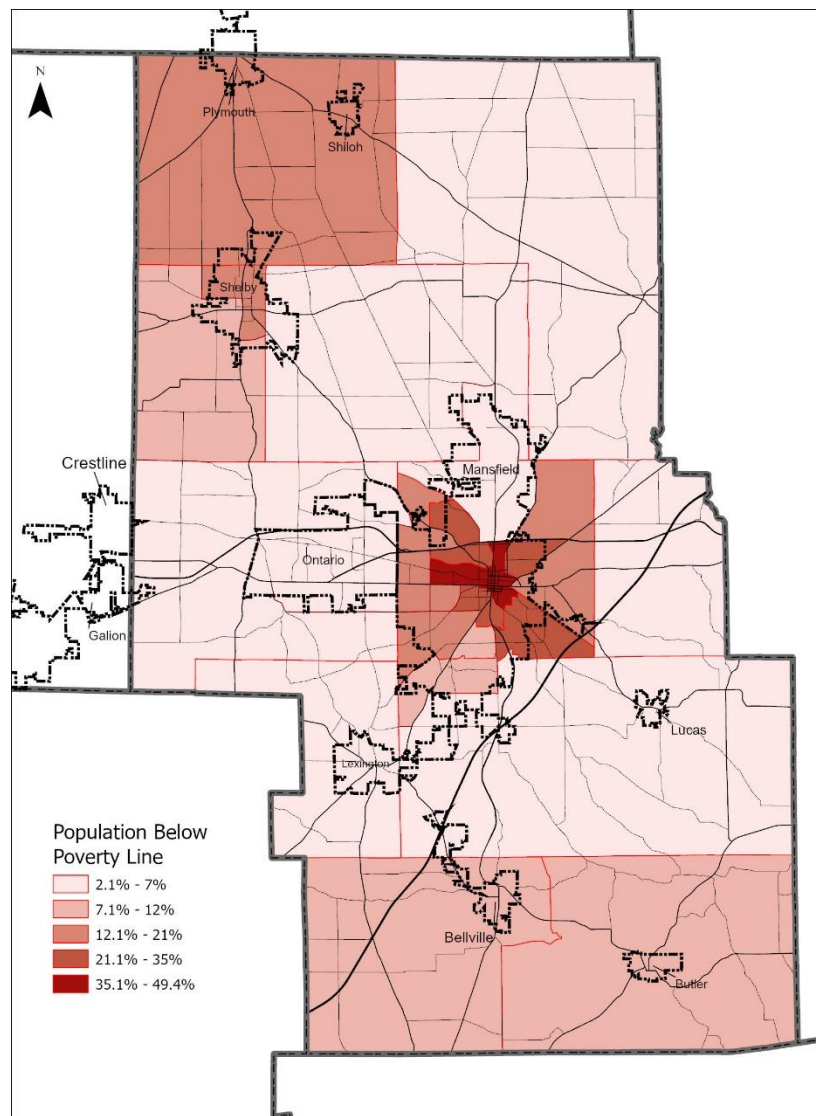 N
Plymouth
Shiloh
Shelby
Crestline
Mansfield
Ontario
Galion
Lucas
Lexington
Population Below
Poverty Line
2.1% - 7%
7.1% - 12%
12.1% - 21%
21.1% - 35%
35.1% - 49.4%
Bellville
Butler